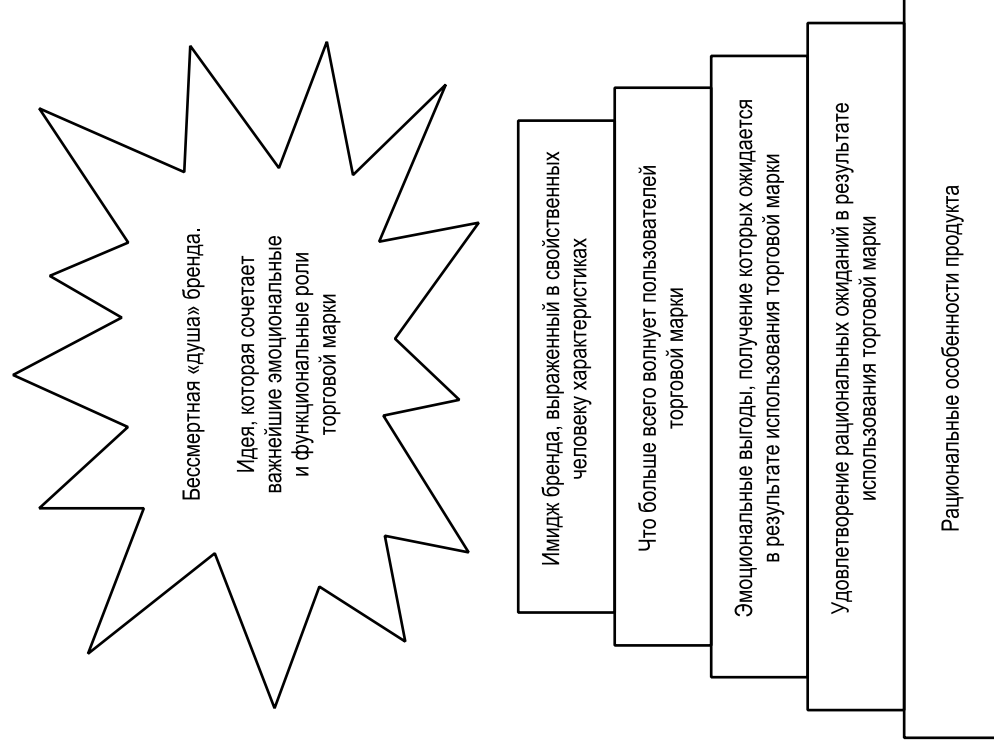 Бессмертная «душа» бренда.
Идея, которая сочетает
важнейшие эмоциональные
и функциональные роли
торговой марки
Имидж бренда, выраженный в свойственных
человеку характеристиках
Что больше всего волнует пользователей
торговой марки
Эмоциональные выгоды, получение которых ожидается
в результате использования торговой марки
Удовлетворение рациональных ожиданий в результате
использования торговой марки
Рациональные особенности продукта